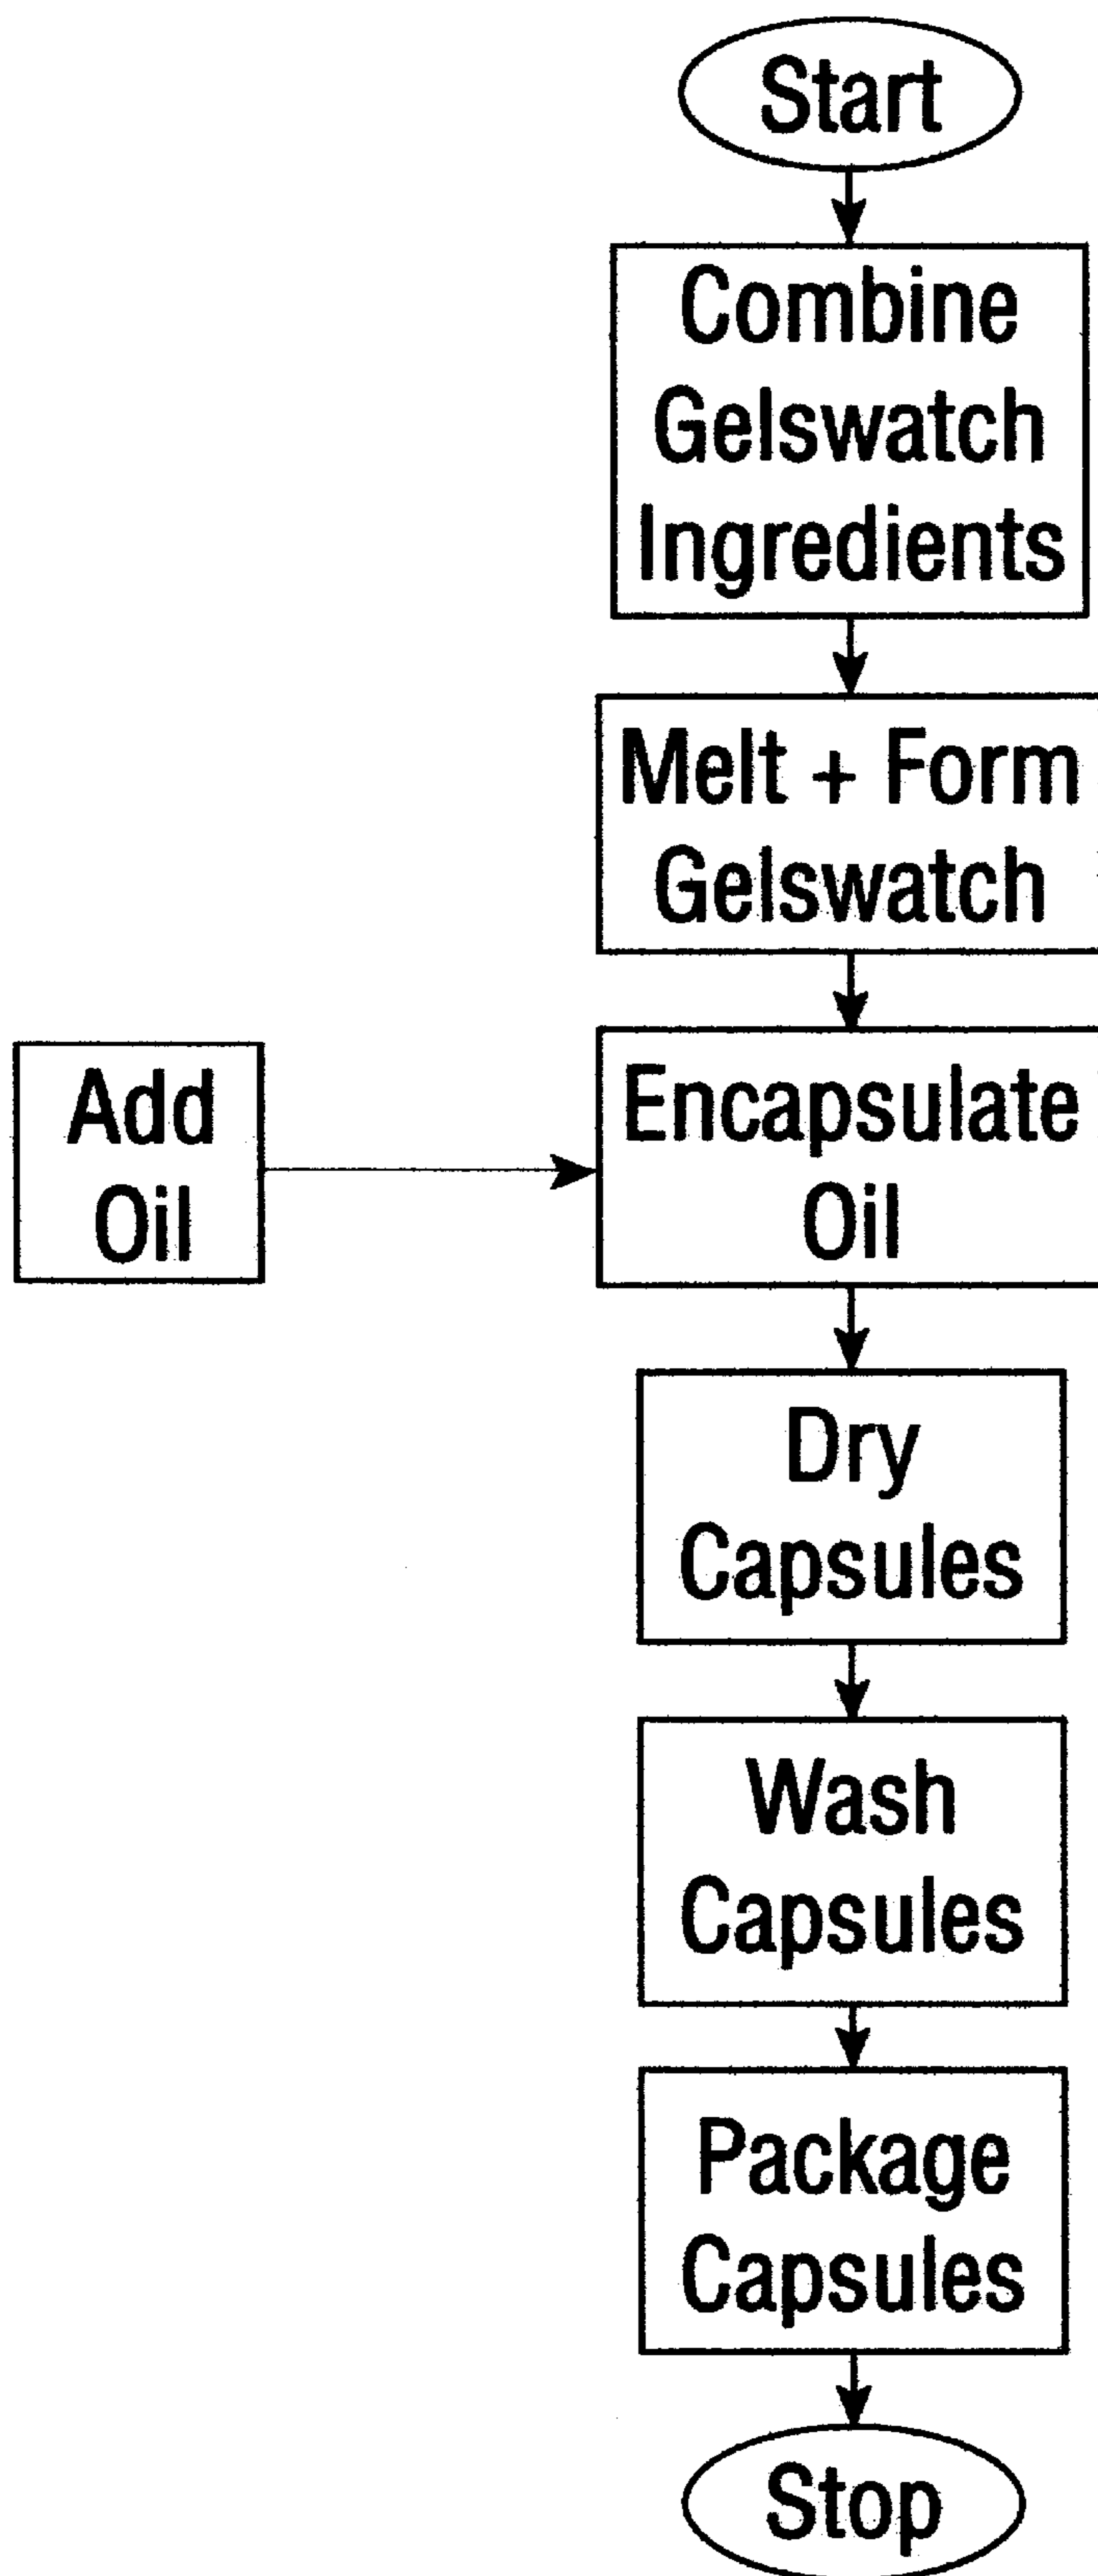 Start
Combine
Gelswatch
Ingredients
Melt + Form
Gelswatch
Add
Oil
Encapsulate
Oil
Dry
Capsules
Wash
Capsules
Package
Capsules
Stop